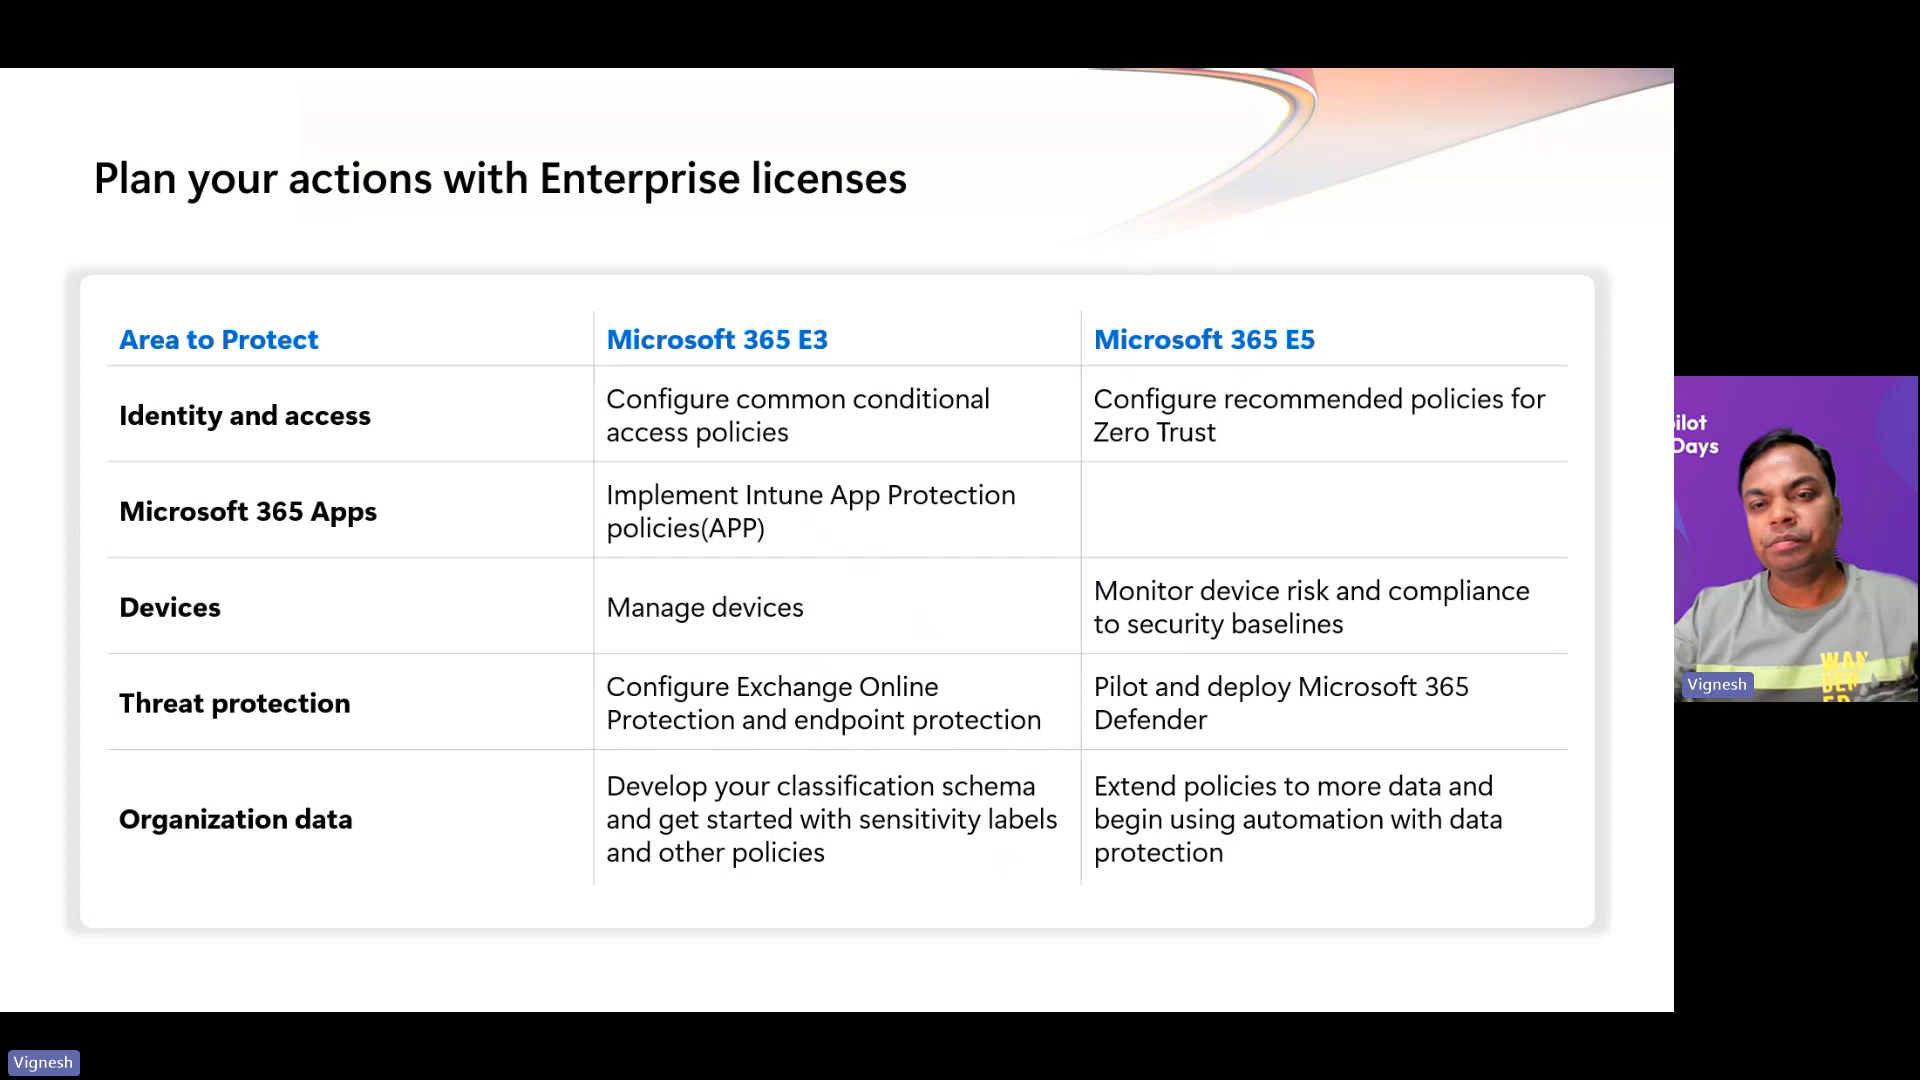 Plan your actions with Enterprise licenses
Area to Protect
Microsoft 365 E3
Microsoft 365 E5
Identity and access
Configure common conditional
access policies
Configure recommended policies for
Zero Trust
Microsoft 365 Apps
Implement Intune App Protection
policies(APP)
Devices
Manage devices
Monitor device risk and compliance
to security baselines
Threat protection
Configure Exchange Online
Protection and endpoint protection
Pilot and deploy Microsoft 365
Defender
Organization data
Develop your classification schema
and get started with sensitivity labels
and other policies
Extend policies to more data and
begin using automation with data
protection
ilot
Days
WAN
Vignesh
Vignesh